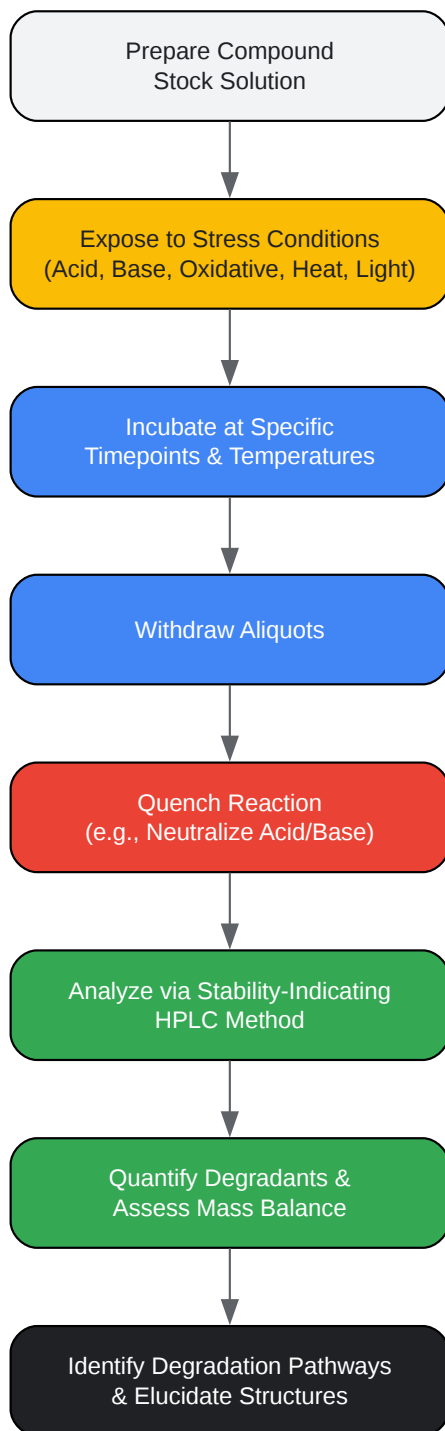 Prepare Compound
Stock Solution
Expose to Stress Conditions
(Acid, Base, Oxidative, Heat, Light)
Incubate at Specific
Timepoints & Temperatures
Withdraw Aliquots
Quench Reaction
(e.g., Neutralize Acid/Base)
Analyze via Stability-Indicating
HPLC Method
Quantify Degradants &
Assess Mass Balance
Identify Degradation Pathways
& Elucidate Structures